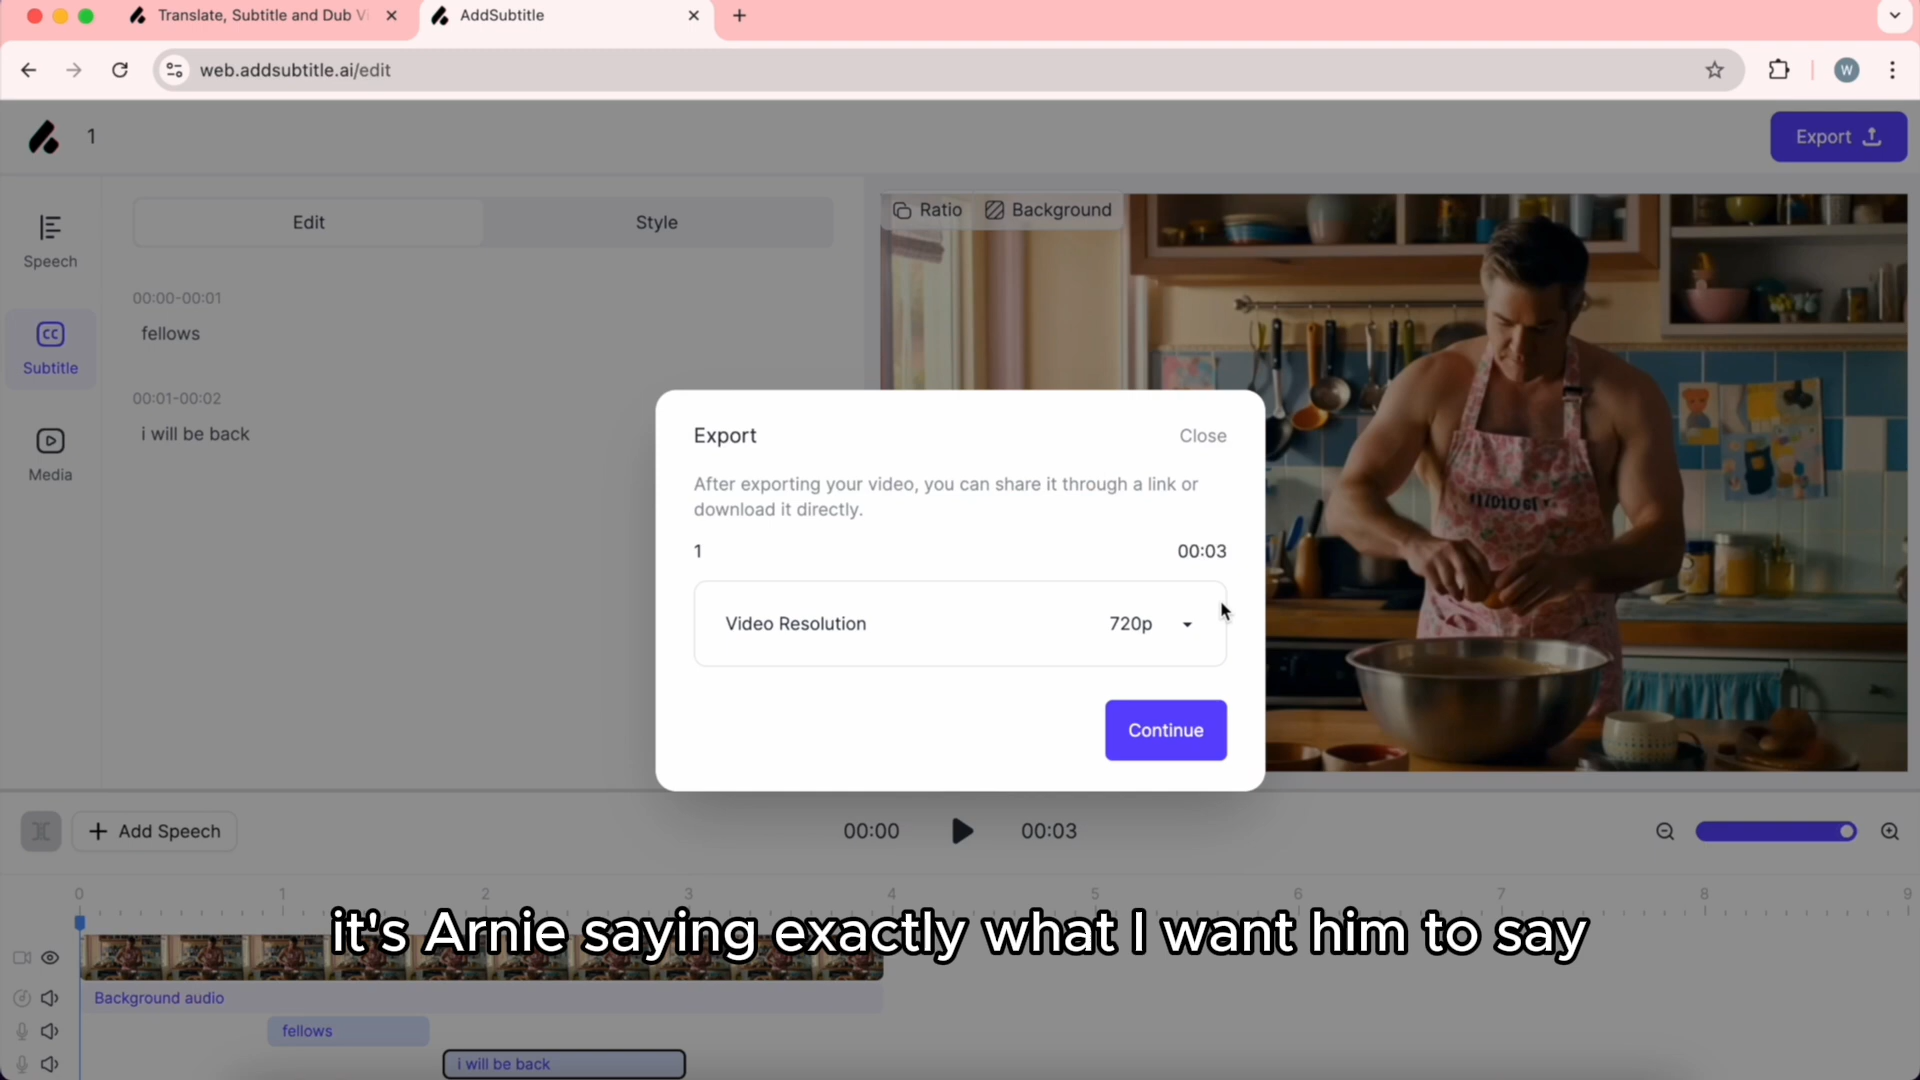 Translate, Subtitle and Dub Vi
AddSubtitle
web.addsubtitle.ai/edit
W
1
Export
Speech
Subtitle
Media
Edit
Style
00:00-00:01
fellows
00:01-00:02
i will be back
Ratio
Background
Export
Close
After exporting your video, you can share it through a link or
download it directly.
1
00:03
Video Resolution
720p
Continue
Add Speech
00:00
00:03
0 1 2 3 4 5 6 7 8 9
it's Arnie saying exactly what I want him to say
Background audio
fellows
i will be back